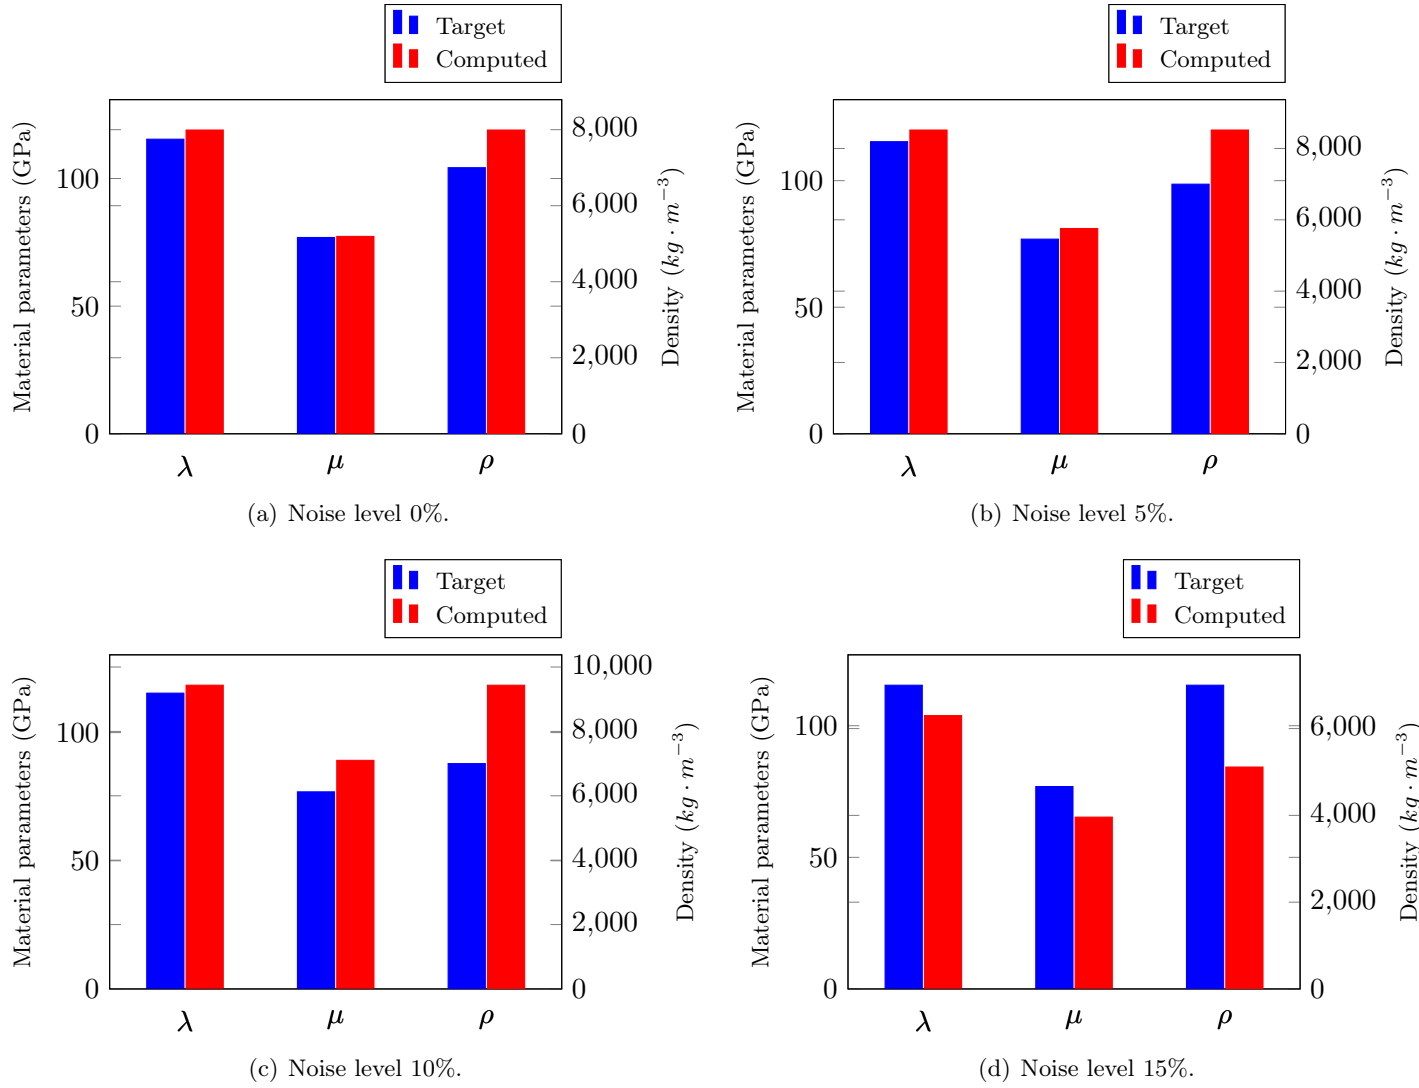 Target
Computed
Material parameters (GPa)
100
50
0
8,000
6,000
4,000
2,000
0
Density (kg · m⁻³)
λ μ ρ
(a) Noise level 0%.
Target
Computed
Material parameters (GPa)
100
50
0
8,000
6,000
4,000
2,000
0
Density (kg · m⁻³)
λ μ ρ
(b) Noise level 5%.
Target
Computed
Material parameters (GPa)
100
50
0
10,000
8,000
6,000
4,000
2,000
0
Density (kg · m⁻³)
λ μ ρ
(c) Noise level 10%.
Target
Computed
Material parameters (GPa)
100
50
0
6,000
4,000
2,000
0
Density (kg · m⁻³)
λ μ ρ
(d) Noise level 15%.